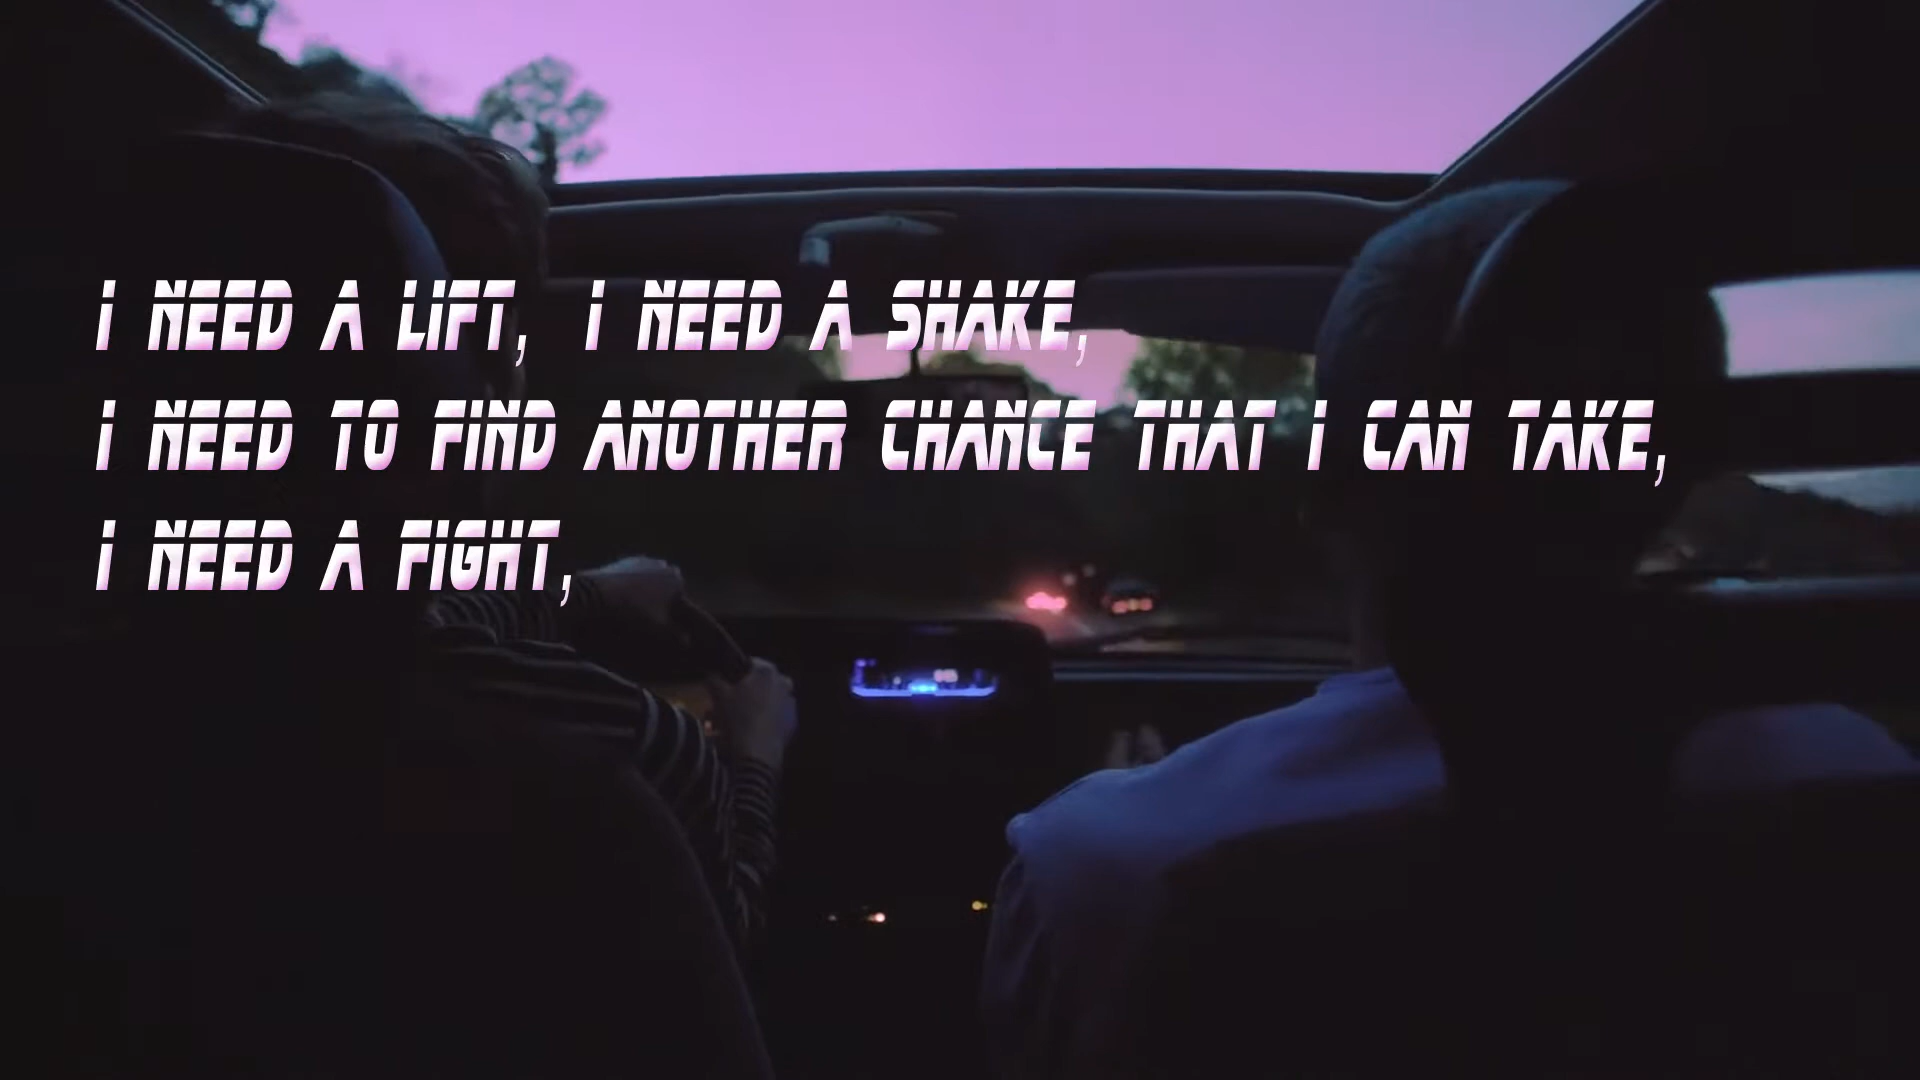 I NEED A LIFT, I NEED A SHAKE,
I NEED TO FIND ANOTHER CHANCE THAT I CAN TAKE,
I NEED A FIGHT,